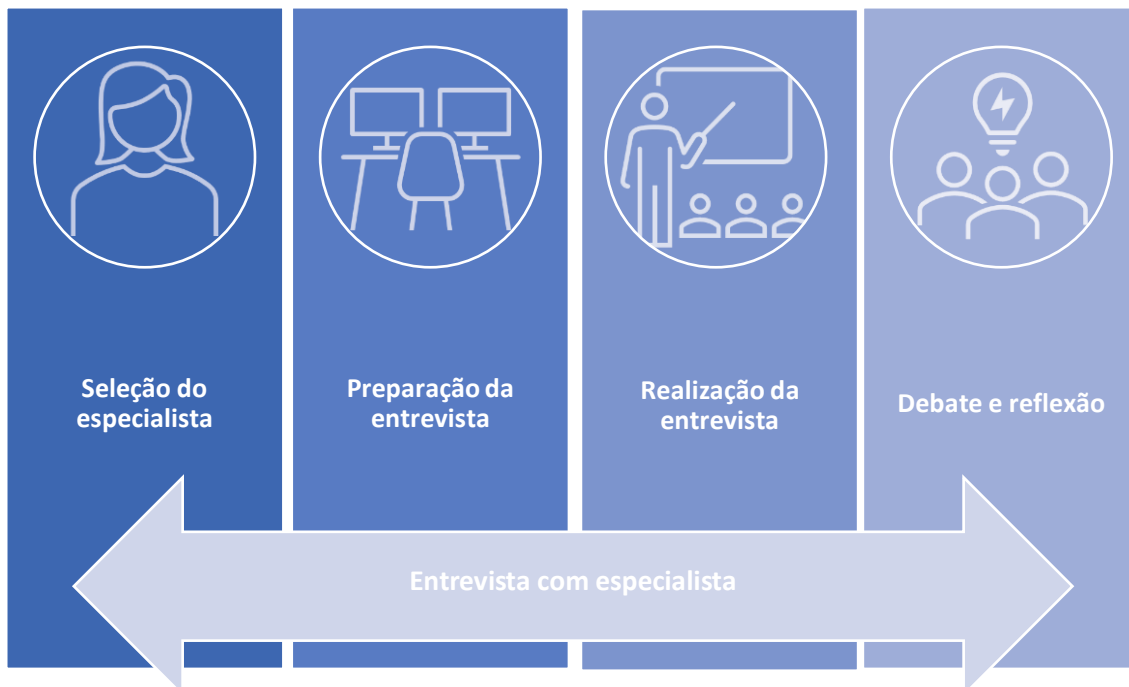 Seleção do
especialista
Preparação da
entrevista
Realização da
entrevista
Debate e reflexão
Entrevista com especialista